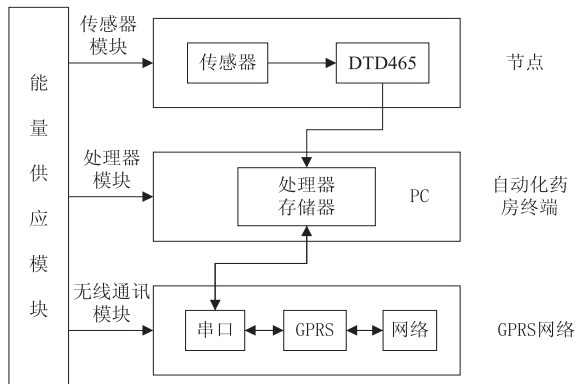 能量供应模块
传感器
模块
传感器
DTD465
节点
处理器
模块
处理器
存储器
PC
自动化药
房终端
无线通讯
模块
串口
GPRS
网络
GPRS网络